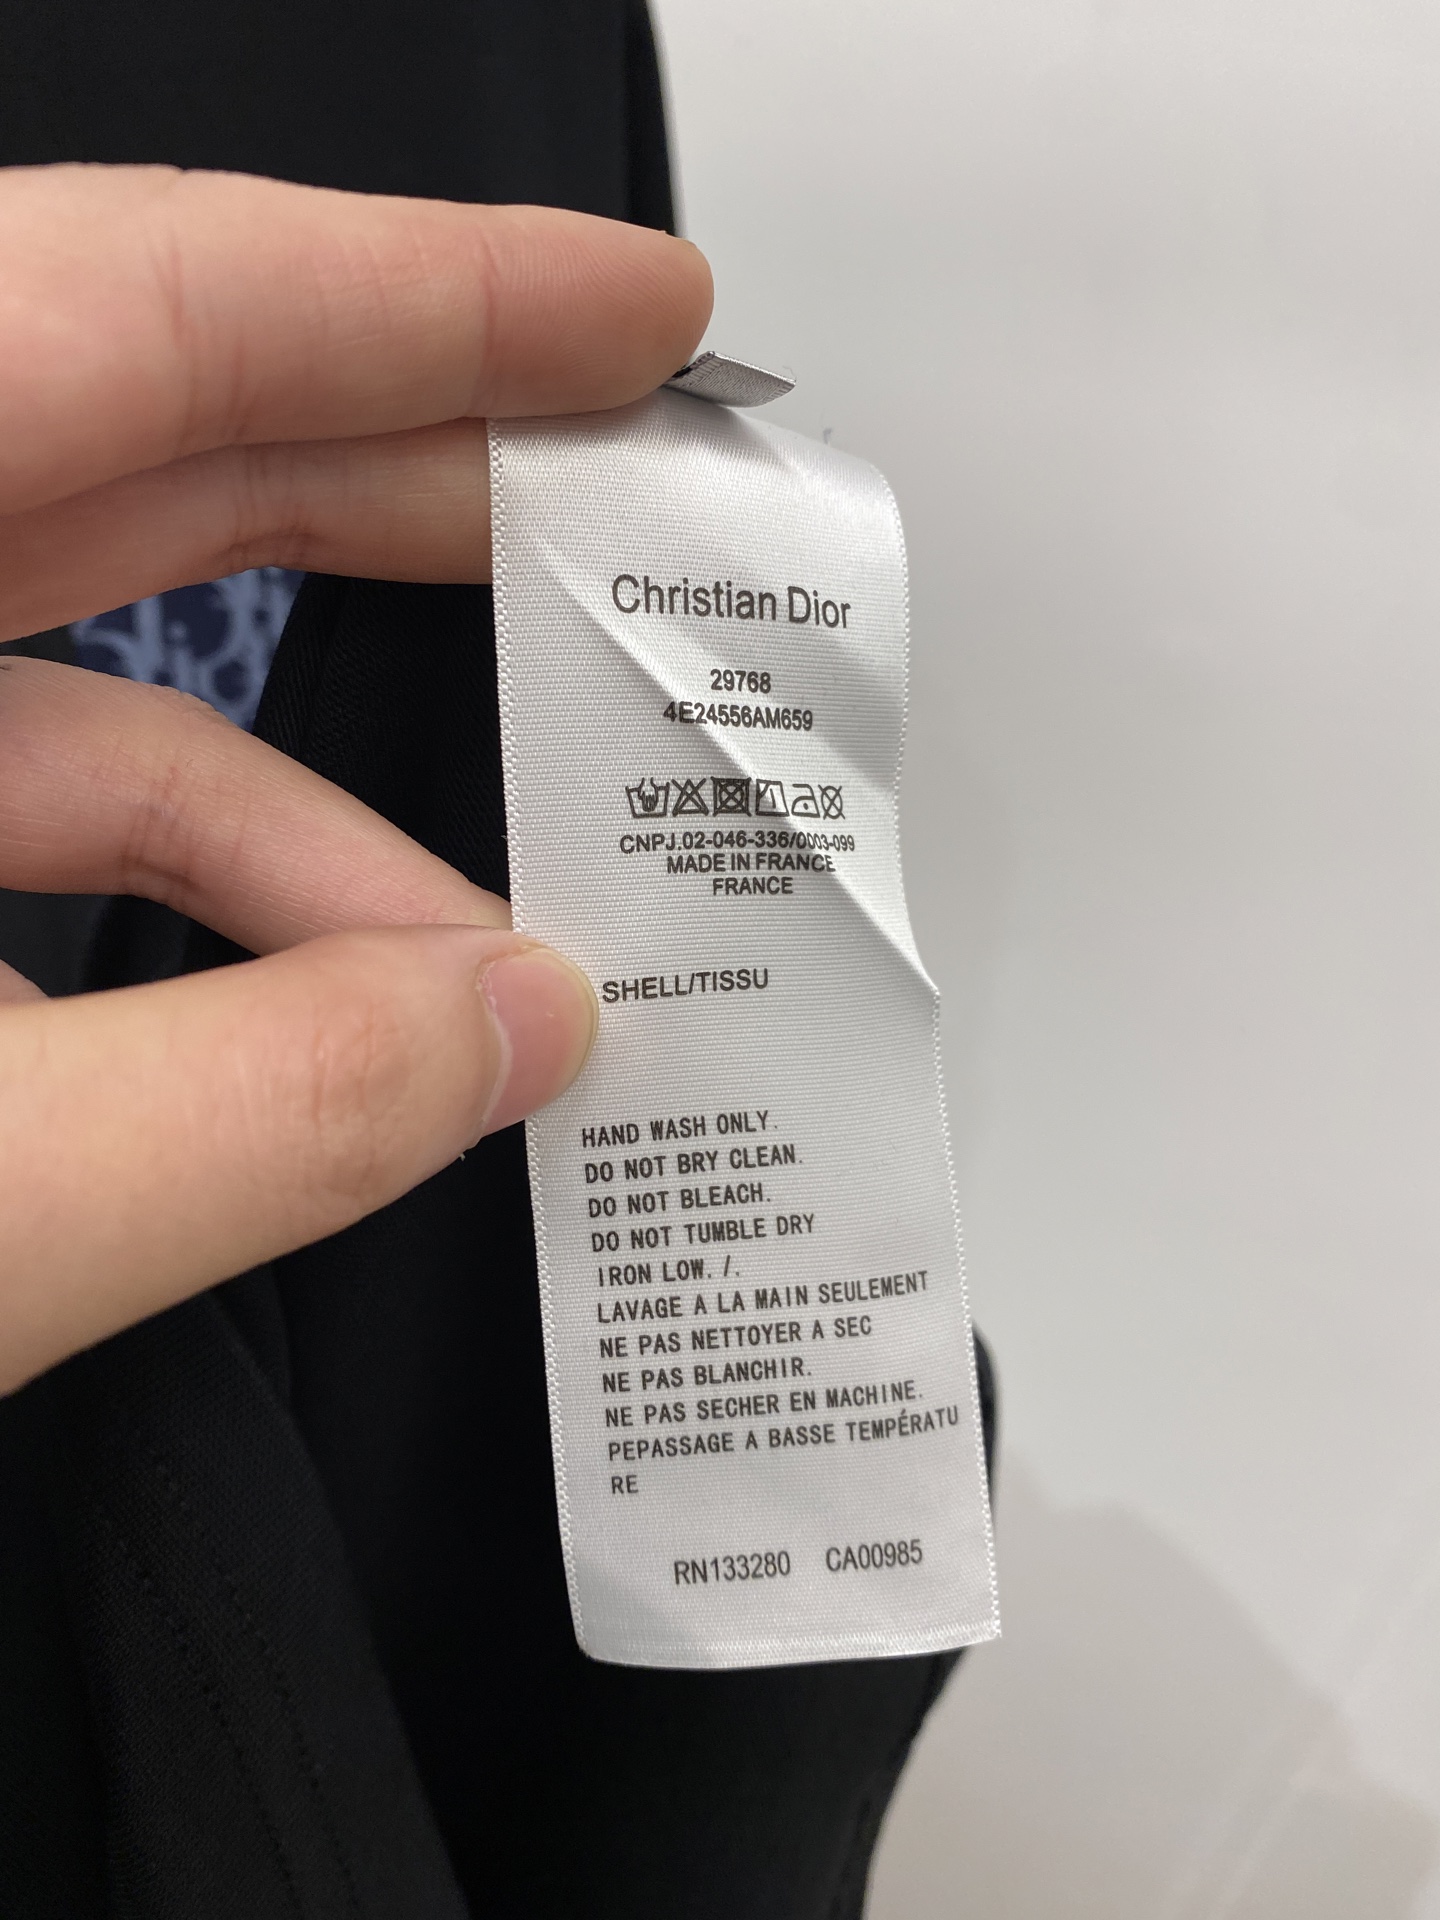 Christian Dior
29768
4E24556AM659
CNPJ.02-046-336/0003-099
MADE IN FRANCE
FRANCE
SHELL/TISSU
HAND WASH ONLY.
DO NOT BRY CLEAN.
DO NOT BLEACH.
DO NOT TUMBLE DRY
IRON LOW. /.
LAVAGE A LA MAIN SEULEMENT
NE PAS NETTOYER A SEC
NE PAS BLANCHIR.
NE PAS SECHER EN MACHINE.
PEPASSAGE A BASSE TEMPÉRATU
RE
RN133280 CA00985